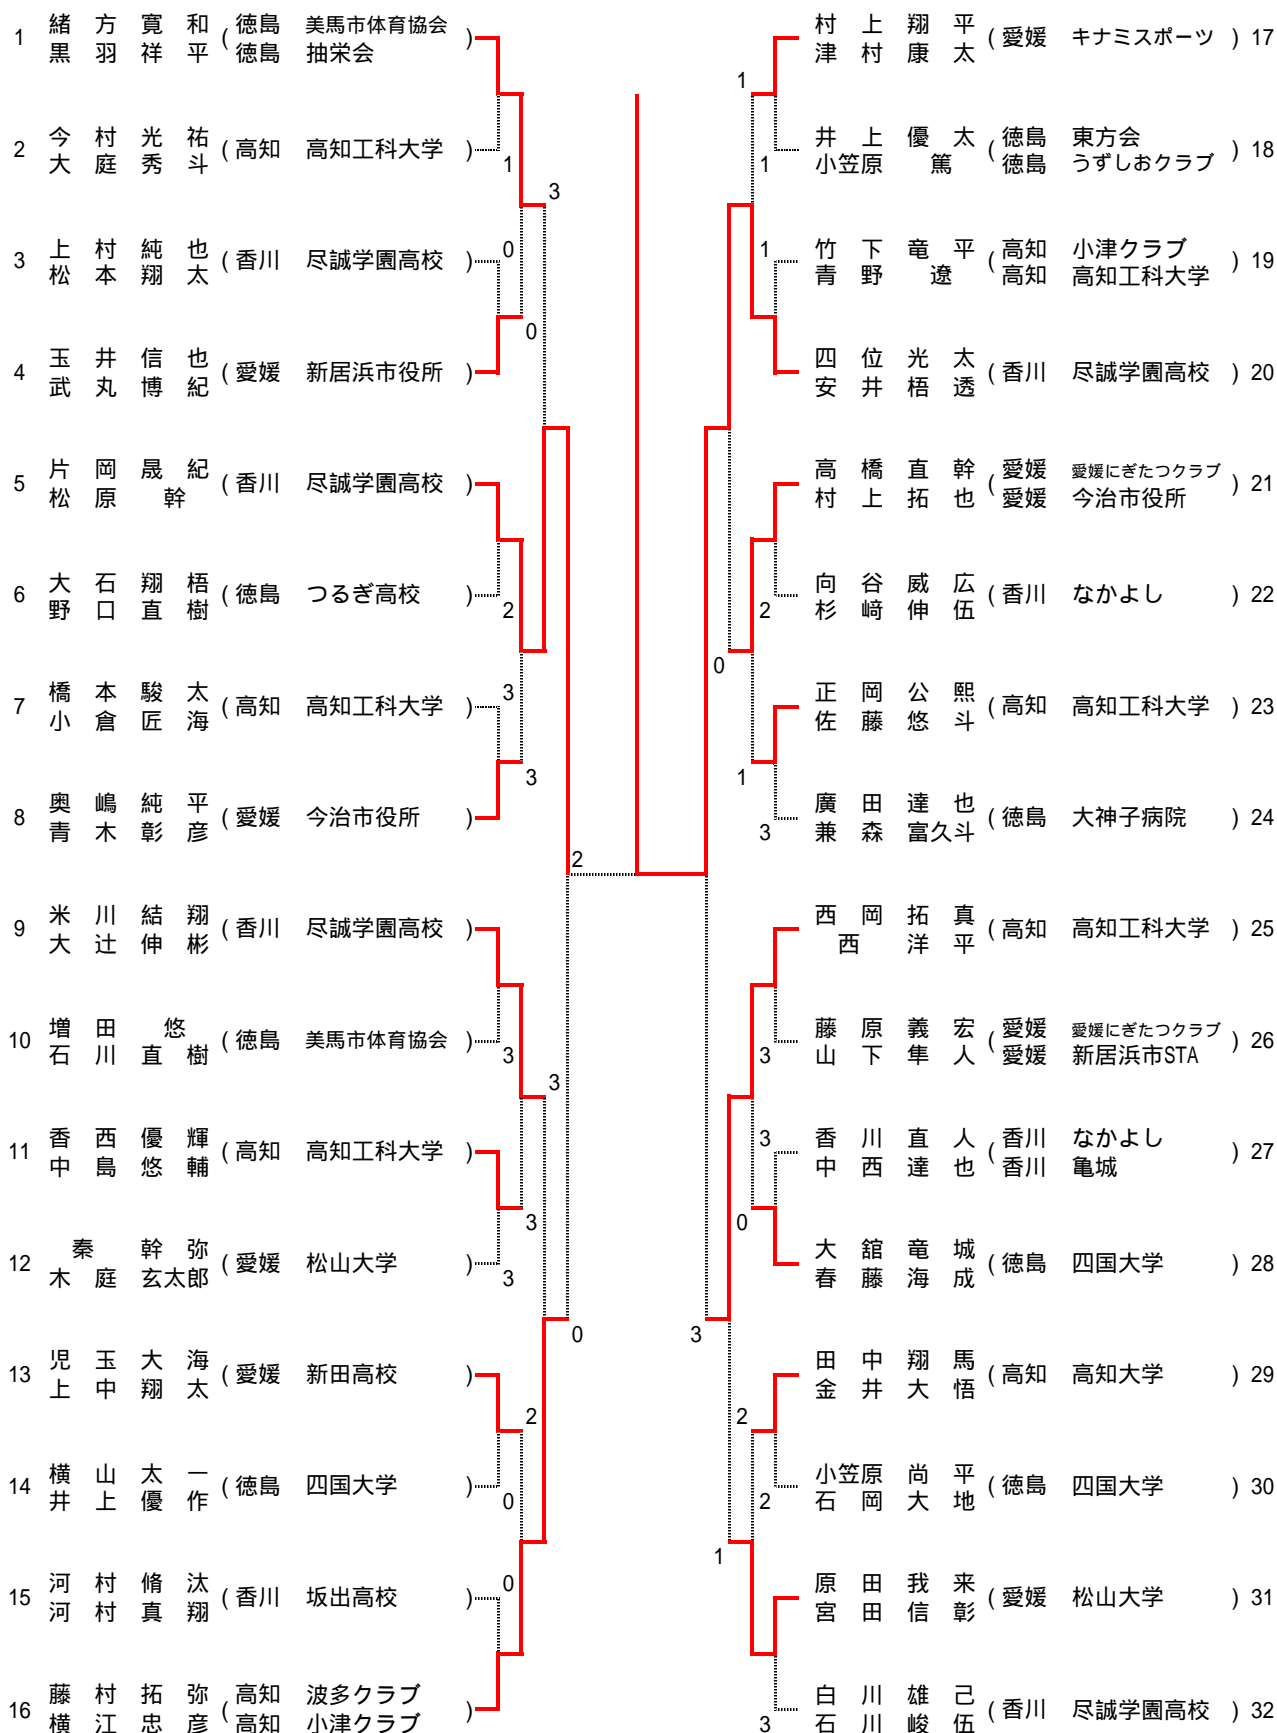 1 緒方寛和 (徳島 美馬市体育協会)
黒羽祥平 徳島 抽栄会
2 今村光祐 (高知 高知工科大学)
大庭秀斗
1
3
3 上村純也 (香川 尽誠学園高校)
松本翔太
0
0
4 玉井信也 (愛媛 新居浜市役所)
武丸博紀
5 片岡晟紀 (香川 尽誠学園高校)
松原幹
6 大石翔梧 (徳島 つるぎ高校)
野口直樹
2
7 橋本駿太 (高知 高知工科大学)
小倉匠海
3
3
8 奥嶋純平 (愛媛 今治市役所)
青木彰彦
2
9 米川結翔 (香川 尽誠学園高校)
大辻伸彬
10 増田悠 (徳島 美馬市体育協会)
石川直樹
3
3
11 香西優輝 (高知 高知工科大学)
中島悠輔
3
12 秦幹弥 (愛媛 松山大学)
木庭玄太郎
3
0
13 児玉大海 (愛媛 新田高校)
上中翔太
2
14 横山太一 (徳島 四国大学)
井上優作
0
15 河村脩汰 (香川 坂出高校)
河村真翔
0
16 藤村拓弥 (高知 波多クラブ)
横江忠彦 高知 小津クラブ
村上翔平 (愛媛 キナミスポーツ) 17
津村康太
1
井上優太 (徳島 東方会) 18
小笠原篤 徳島 うずしおクラブ
1
竹下竜平 (高知 小津クラブ) 19
青野遼 高知 高知工科大学
1
四位光太 (香川 尽誠学園高校) 20
安井梧透
高橋直幹 (愛媛 愛媛にぎたつクラブ) 21
村上拓也 愛媛 今治市役所
向谷威広 (香川 なかよし) 22
杉﨑伸伍
2
0
正岡公熙 (高知 高知工科大学) 23
佐藤悠斗
1
廣田達也 (徳島 大神子病院) 24
兼森富久斗
3
西岡拓真 (高知 高知工科大学) 25
西洋平
藤原義宏 (愛媛 愛媛にぎたつクラブ) 26
山下隼人 愛媛 新居浜市STA
3
香川直人 (香川 なかよし) 27
中西達也 香川 亀城
3
0
大舘竜城 (徳島 四国大学) 28
春藤海成
3
田中翔馬 (高知 高知大学) 29
金井大悟
2
小笠原尚平 (徳島 四国大学) 30
石岡大地
2
1
原田我来 (愛媛 松山大学) 31
宮田信彰
白川雄己 (香川 尽誠学園高校) 32
石川峻伍
3